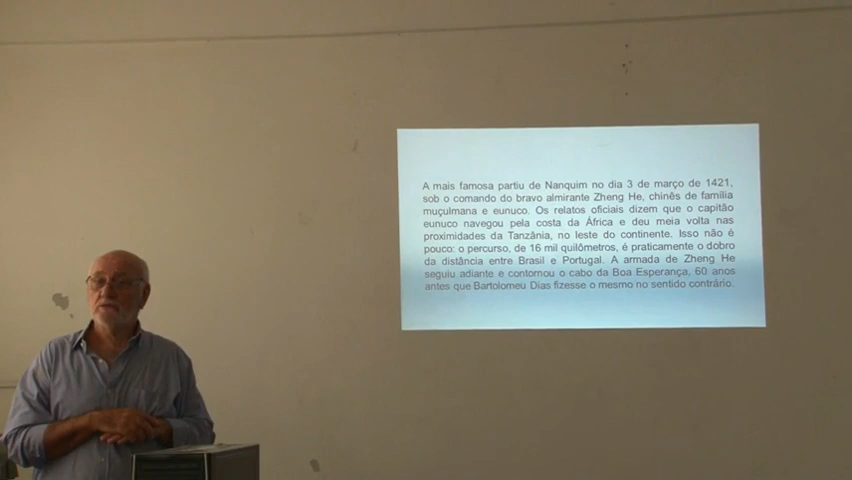 A mais famosa partiu de Nanquim no dia 3 de março de 1421,
sob o comando do bravo almirante Zheng He, chinês de família
muçulmana e eunuco. Os relatos oficiais dizem que o capitão
eunuco navegou pela costa da África e deu meia volta nas
proximidades da Tanzânia, no leste do continente. Isso não é
pouco: o percurso, de 16 mil quilômetros, é praticamente o dobro
da distância entre Brasil e Portugal. A armada de Zheng He
seguiu adiante e contornou o cabo da Boa Esperança, 60 anos
antes que Bartolomeu Dias fizesse o mesmo no sentido contrário.